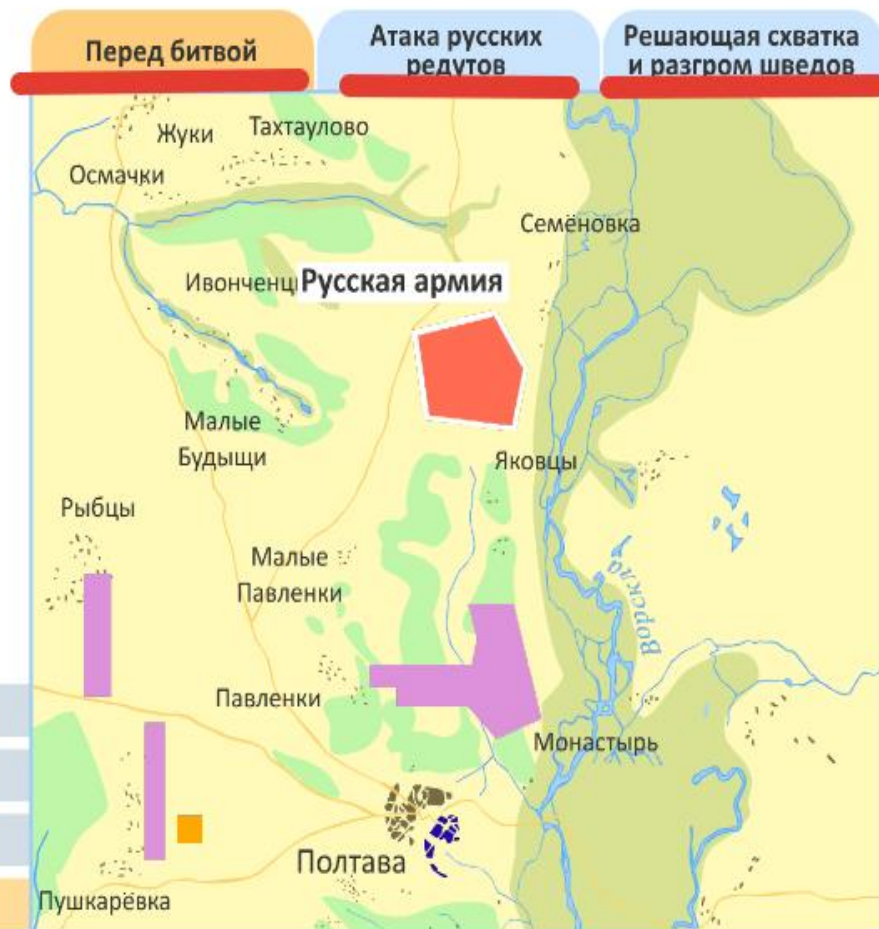 Перед битвой
Атака русских
редутов
Решающая схватка
и разгром шведов
Жуки
Тахтаулово
Осмачки
Семёновка
Русская армия
Малые
Будыщи
Яковцы
Рыбцы
Малые
Павленки
Ворскла
Павленки
Монастырь
Полтава
Пушкарёвка